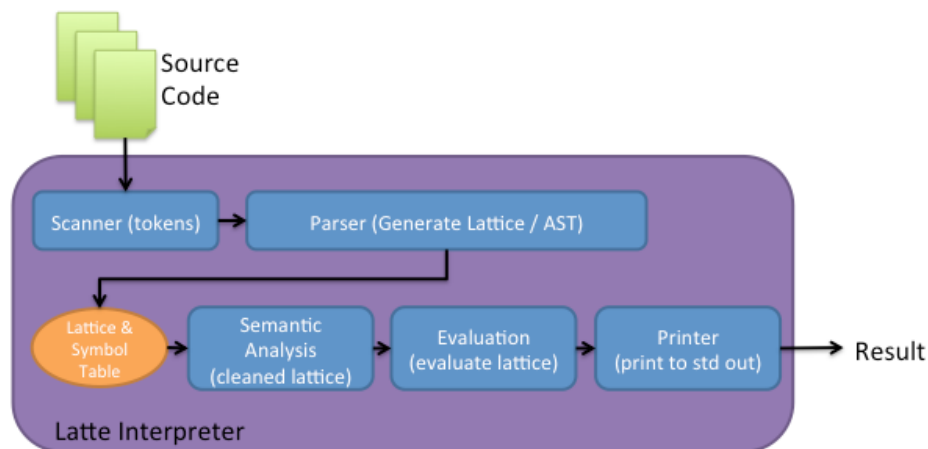 Source
Code
Scanner (tokens)
Parser (Generate Lattice / AST)
Lattice &
Symbol
Table
Semantic
Analysis
(cleaned lattice)
Evaluation
(evaluate lattice)
Printer
(print to std out)
Result
Latte Interpreter